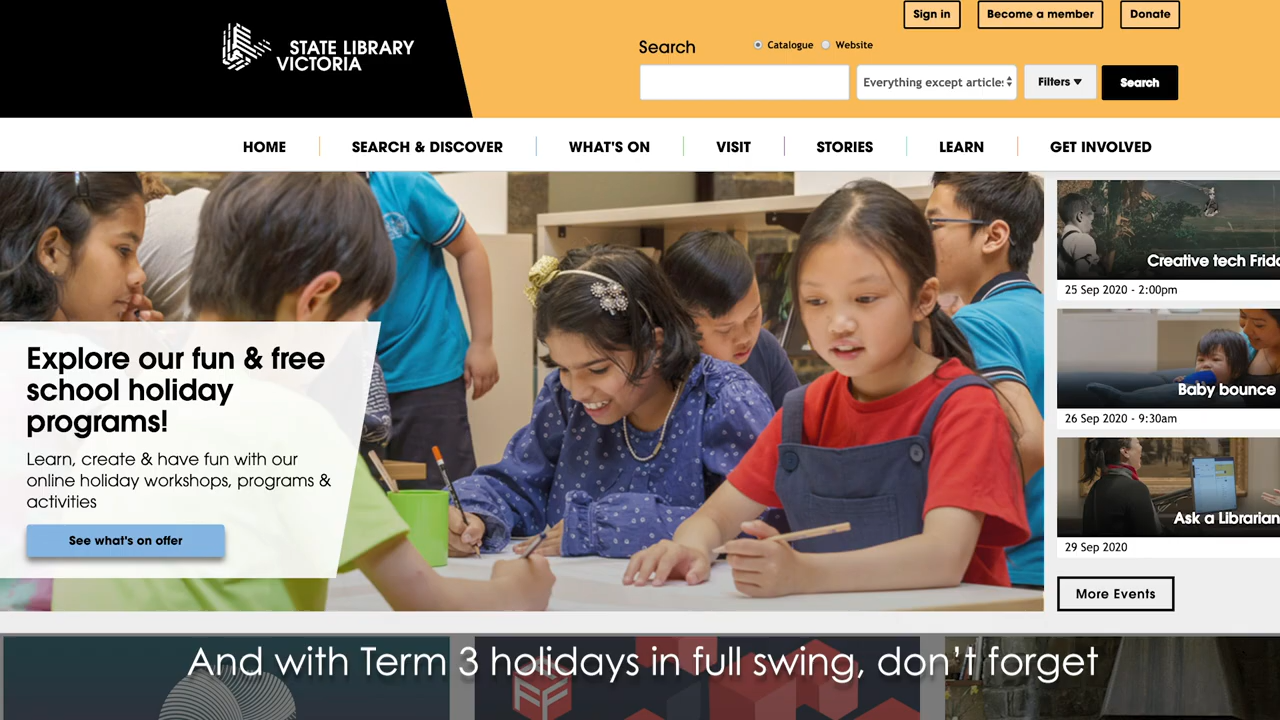 Sign in
Become a member
Donate
STATE LIBRARY
VICTORIA
Search
Catalogue
Website
Everything except article:
Filters
Search
HOME
SEARCH & DISCOVER
WHAT'S ON
VISIT
STORIES
LEARN
GET INVOLVED
Explore our fun & free
school holiday
programs!
Learn, create & have fun with our
online holiday workshops, programs &
activities
See what's on offer
Creative tech Frid
25 Sep 2020 - 2:00pm
Baby bounce
26 Sep 2020 - 9:30am
Ask a Librarian
29 Sep 2020
More Events
And with Term 3 holidays in full swing, don't forget